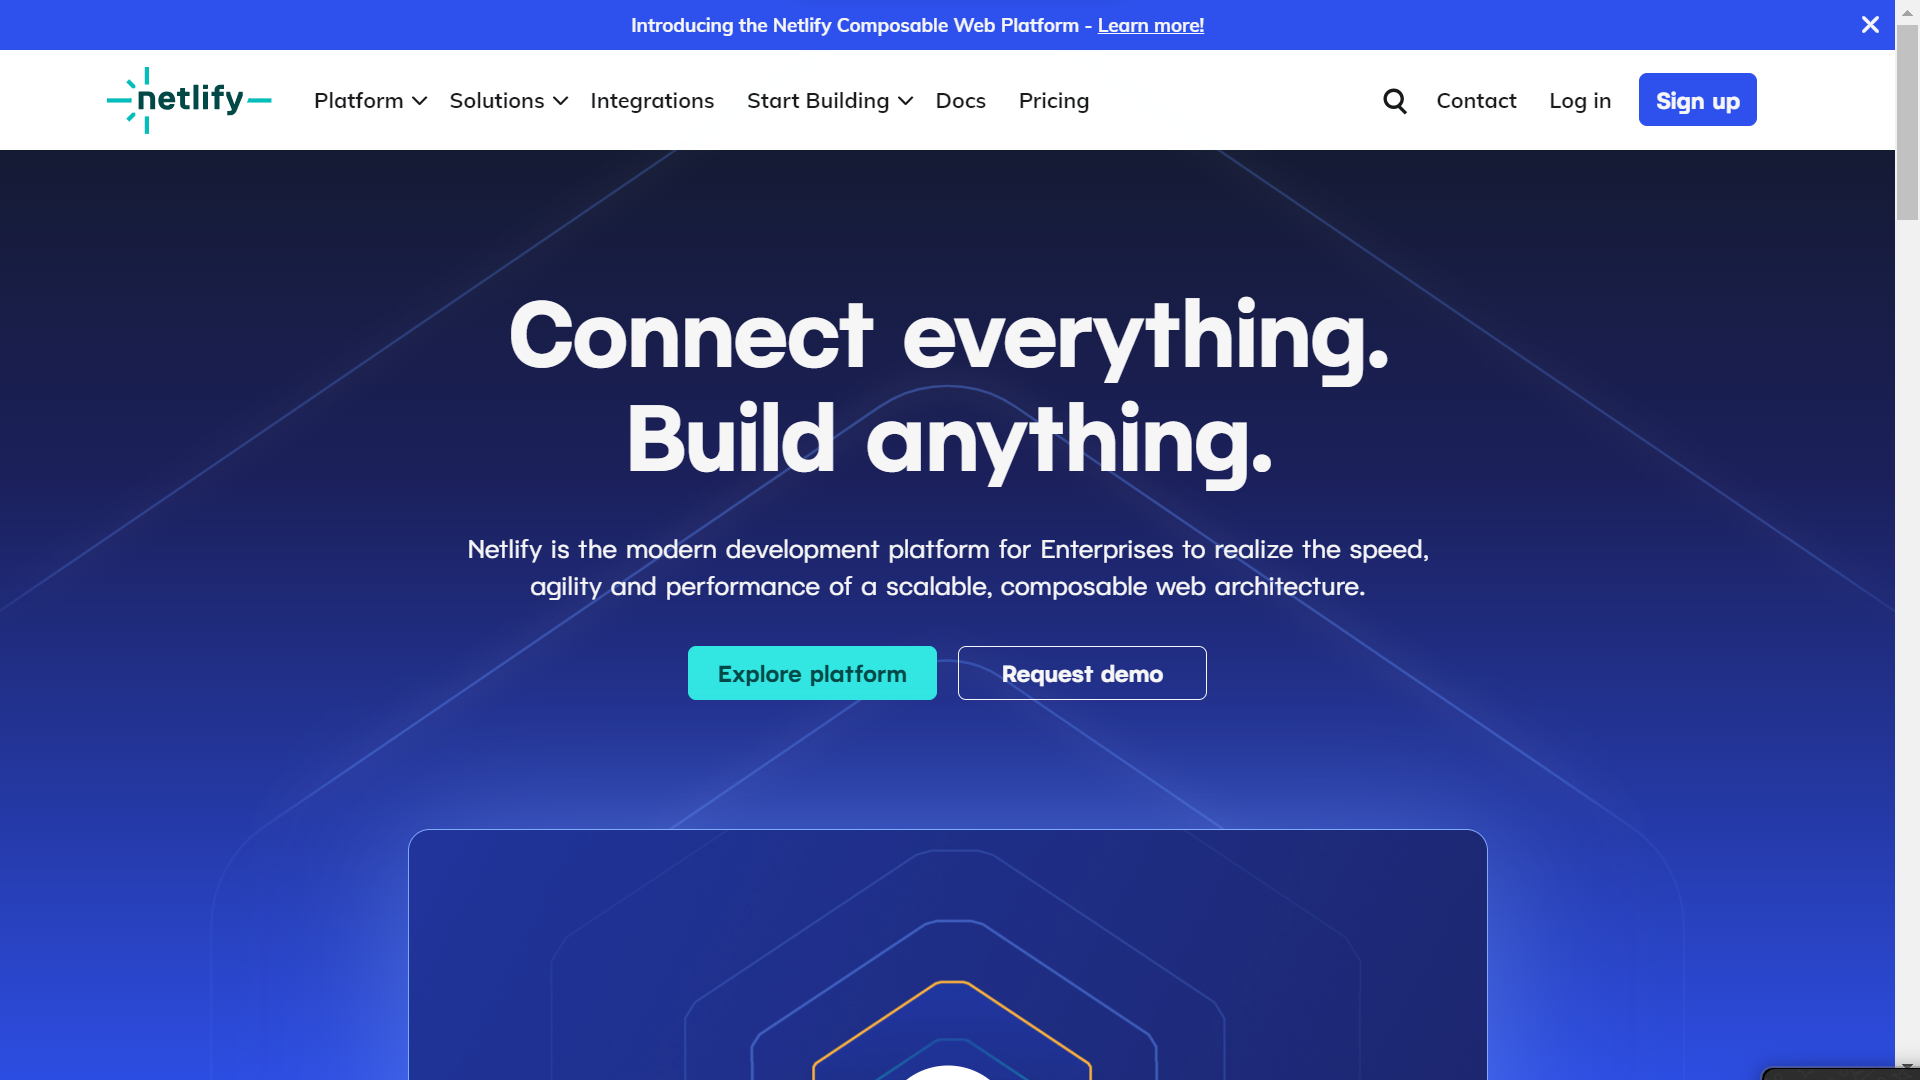 Introducing the Netlify Composable Web Platform - Learn more!
netlify
Platform Solutions Integrations Start Building Docs Pricing Contact Log in Sign up
Connect everything.
Build anything.
Netlify is the modern development platform for Enterprises to realize the speed,
agility and performance of a scalable, composable web architecture.
Explore platform Request demo